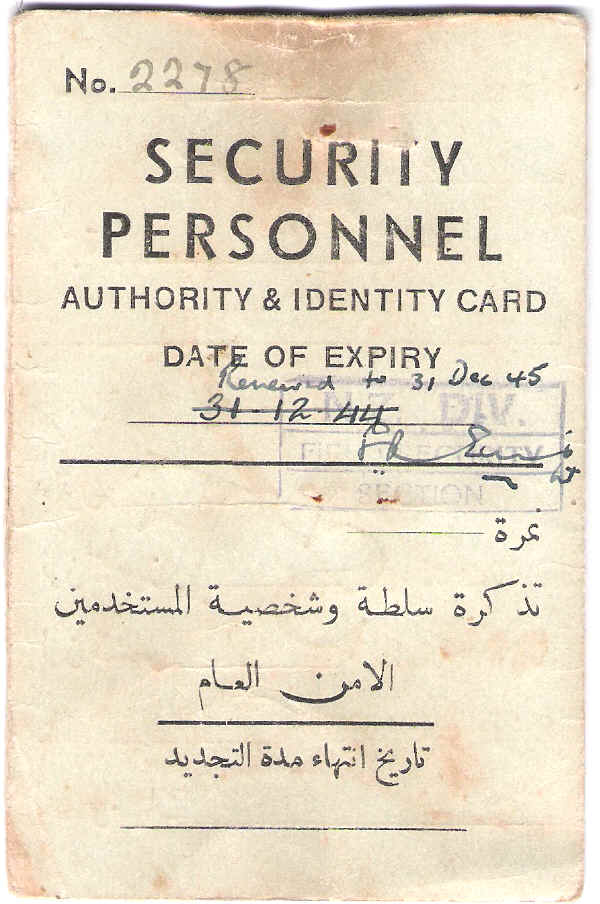 No. 2278
SECURITY
PERSONNEL
AUTHORITY & IDENTITY CARD
DATE OF EXPIRY
Renewed to 31 Dec 45
31-12-44
DIV.
SECTION
نمرة
تذكرة سلطة وشخصية المستخدمين
الامن العام
تاريخ انتهاء مدة التجديد